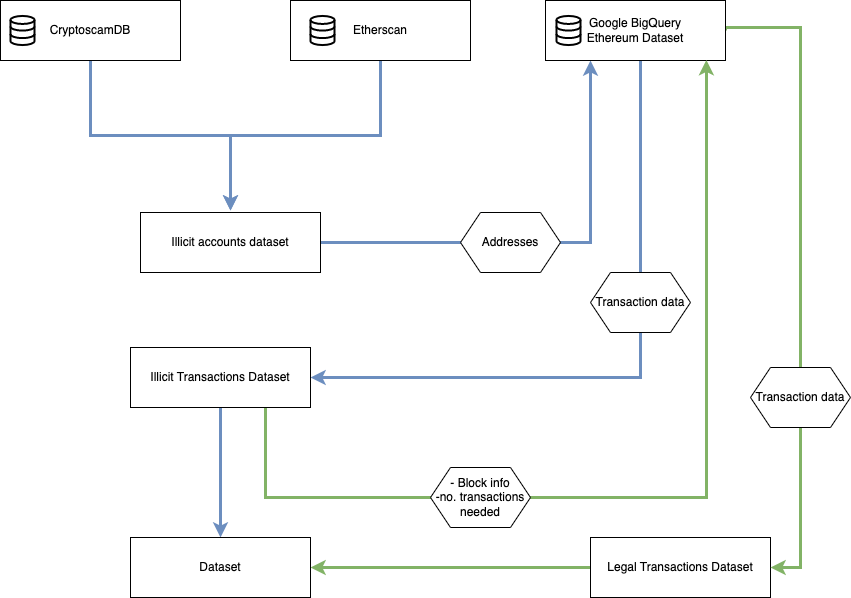 CryptoscamDB
Etherscan
Google BigQuery
Ethereum Dataset
Illicit accounts dataset
Addresses
Transaction data
Illicit Transactions Dataset
Transaction data
- Block info
-no. transactions
needed
Dataset
Legal Transactions Dataset